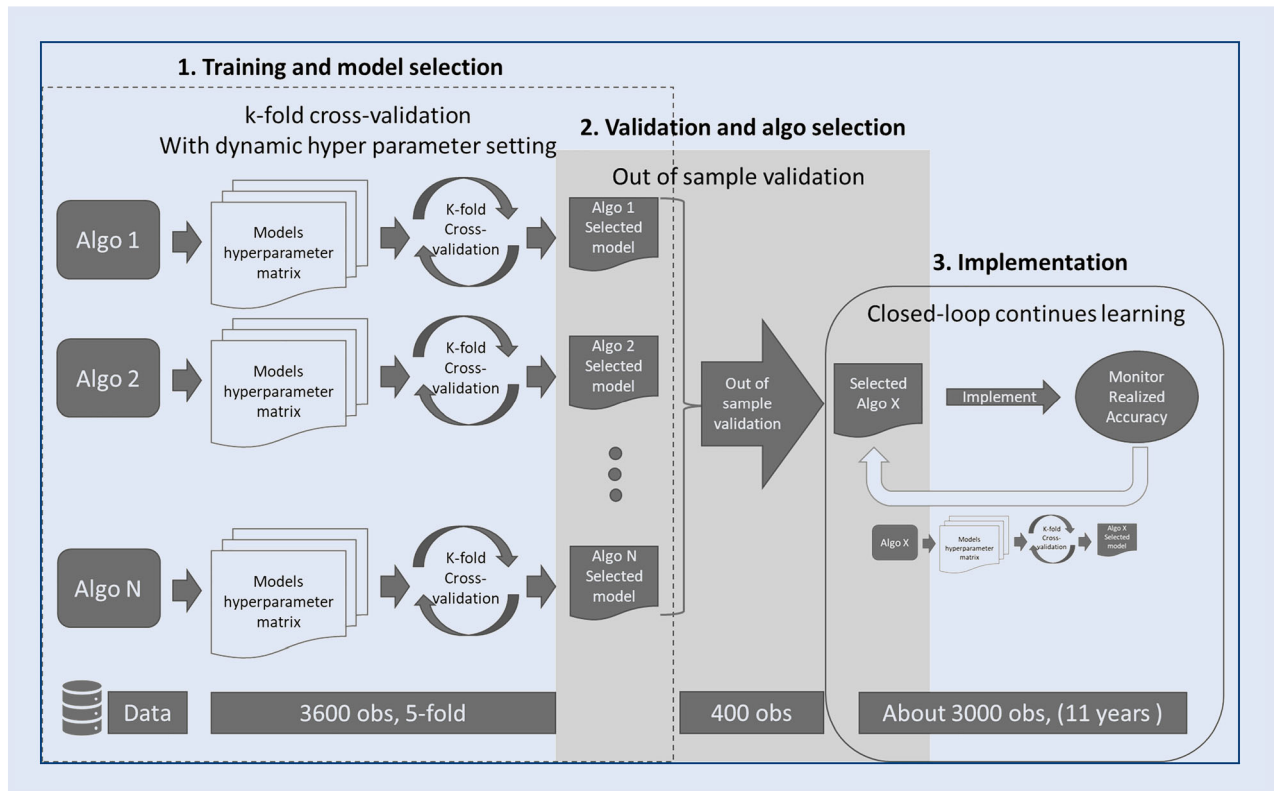 1. Training and model selection
k-fold cross-validation
With dynamic hyper parameter setting
2. Validation and algo selection
Out of sample validation
3. Implementation
Closed-loop continues learning
Algo 1
Models
hyperparameter
matrix
K-fold
Cross-
validation
Algo 1
Selected
model
Algo 2
Models
hyperparameter
matrix
K-fold
Cross-
validation
Algo 2
Selected
model
Algo N
Models
hyperparameter
matrix
K-fold
Cross-
validation
Algo N
Selected
model
Out of
sample
validation
Selected
Algo X
Implement
Monitor
Realized
Accuracy
Algo X
Models
hyperparameter
matrix
K-fold
Cross-
validation
Algo X
Selected
model
Data
3600 obs, 5-fold
400 obs
About 3000 obs, (11 years )